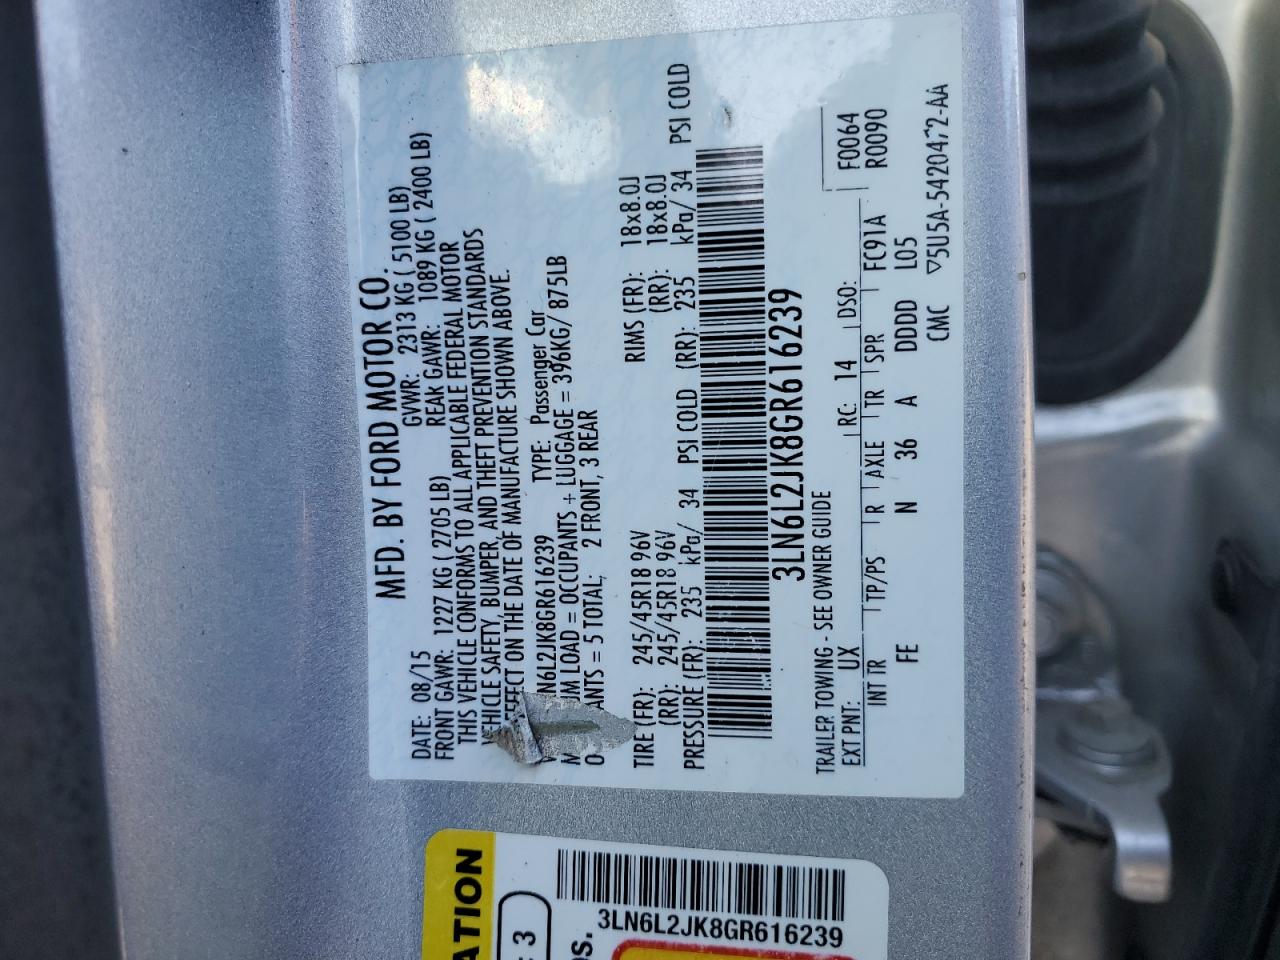 MFD. BY FORD MOTOR CO.
DATE: 08/15 GVWR: 2313 KG ( 5100 LB)
FRONT GAWR: 1227 KG ( 2705 LB) REAR GAWR: 1089 KG ( 2400 LB)
THIS VEHICLE CONFORMS TO ALL APPLICABLE FEDERAL MOTOR
VEHICLE SAFETY, BUMPER, AND THEFT PREVENTION STANDARDS
EFFECT ON THE DATE OF MANUFACTURE SHOWN ABOVE.
N6L2JK8GR616239 TYPE: Passenger Car
UM LOAD = OCCUPANTS + LUGGAGE = 396KG/ 875LB
ANTS = 5 TOTAL; 2 FRONT, 3 REAR
TIRE (FR): 245/45R18 96V RIMS (FR): 18x8.0J
(RR): 245/45R18 96V (RR): 18x8.0J
PRESSURE (FR): 235 kPa/ 34 PSI COLD (RR): 235 kPa/ 34 PSI COLD
3LN6L2JK8GR616239
TRAILER TOWING - SEE OWNER GUIDE
EXT PNT: UX RC: 14 DSO: F0064
INT TR TP/PS R AXLE TR SPR FC91A R0090
FE N 36 A DDDD L05
CMC ▽5U5A-5420472-AA
ATION
: 3
os.
3LN6L2JK8GR616239